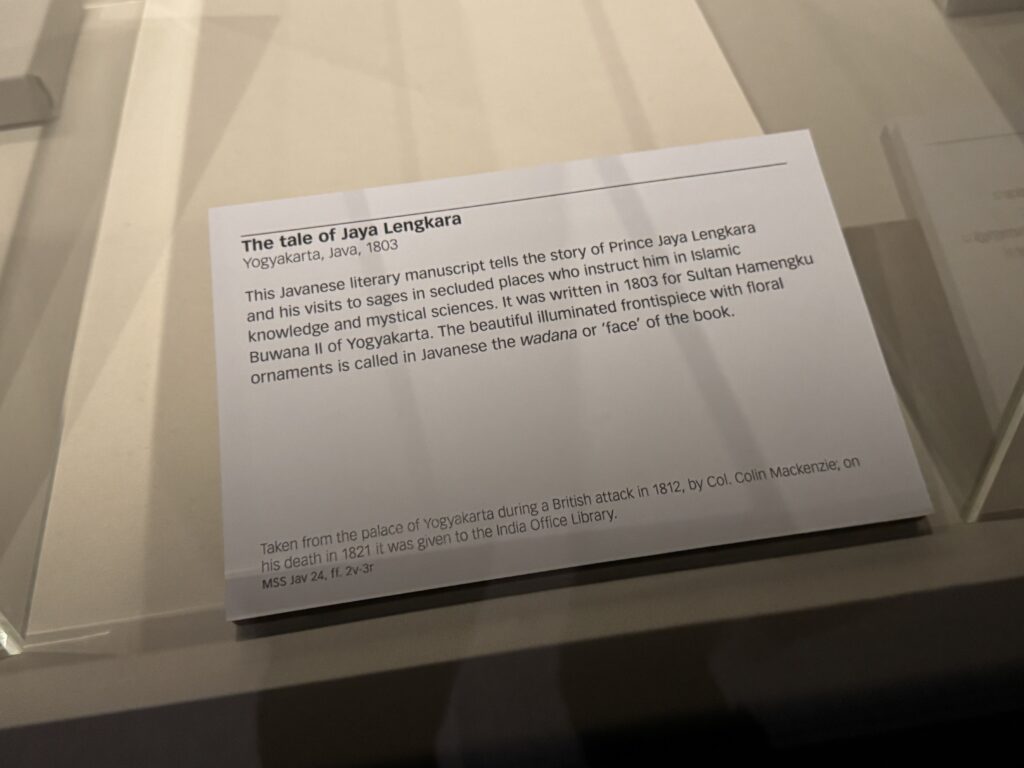 The tale of Jaya Lengkara
Yogyakarta, Java, 1803
This Javanese literary manuscript tells the story of Prince Jaya Lengkara
and his visits to sages in secluded places who instruct him in Islamic
knowledge and mystical sciences. It was written in 1803 for Sultan Hamengku
Buwana II of Yogyakarta. The beautiful illuminated frontispiece with floral
ornaments is called in Javanese the wadana or ‘face’ of the book.
Taken from the palace of Yogyakarta during a British attack in 1812, by Col. Colin Mackenzie; on
his death in 1821 it was given to the India Office Library.
MSS Jav 24, ff. 2v-3r